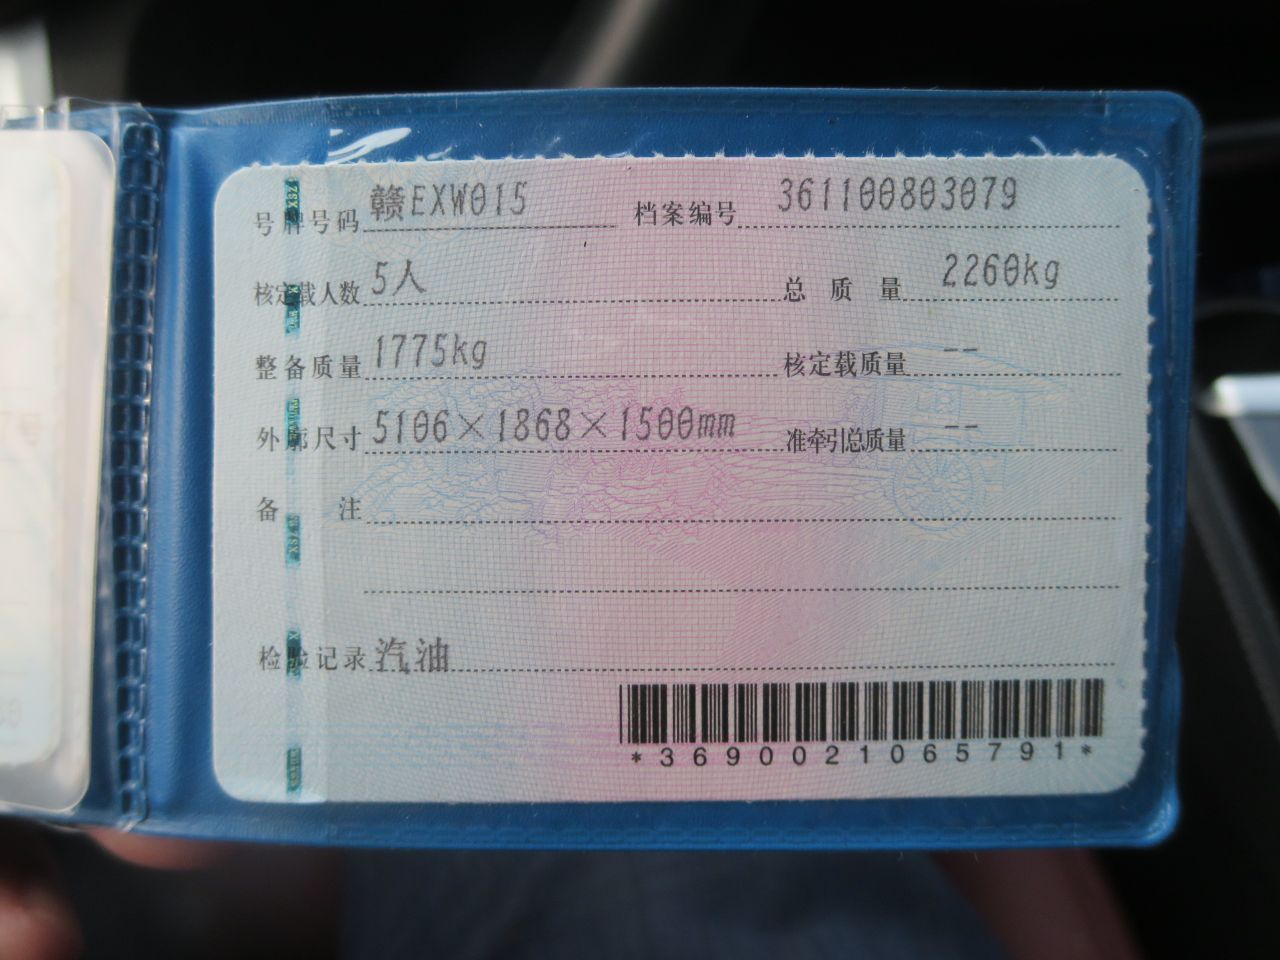 号牌号码 赣EXW015 档案编号 361100803079
核定载人数 5人 总质量 2260kg
整备质量 1775kg 核定载质量 --
外廓尺寸 5106×1868×1500mm 准牵引总质量 --
备注
检验记录 汽油
*3690021065791*